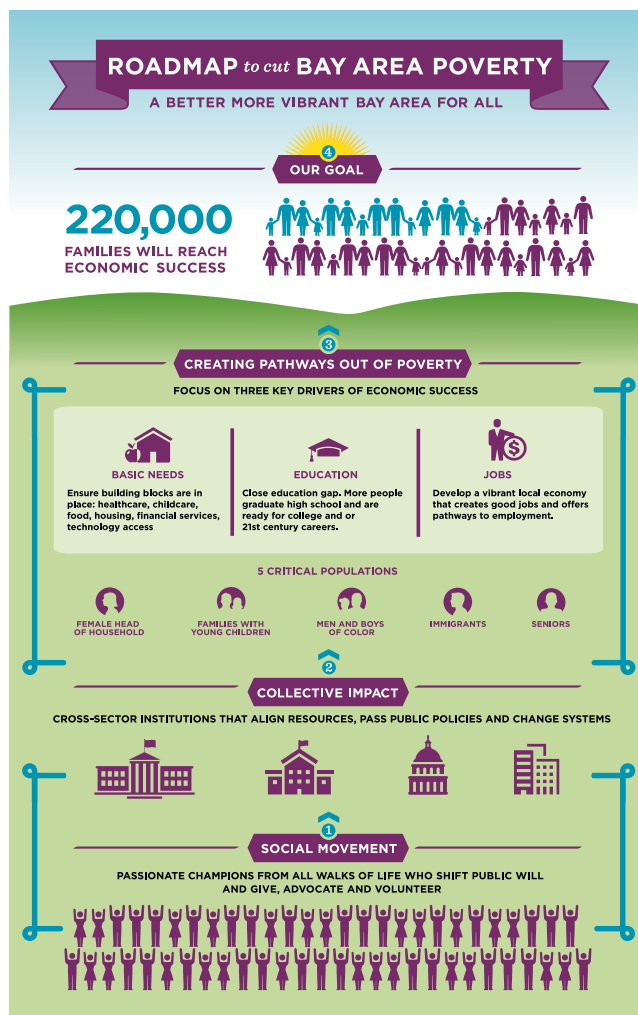 ROADMAP to cut BAY AREA POVERTY
A BETTER MORE VIBRANT BAY AREA FOR ALL
4
OUR GOAL
220,000
FAMILIES WILL REACH
ECONOMIC SUCCESS
3
CREATING PATHWAYS OUT OF POVERTY
FOCUS ON THREE KEY DRIVERS OF ECONOMIC SUCCESS
BASIC NEEDS
Ensure building blocks are in
place: healthcare, childcare,
food, housing, financial services,
technology access
EDUCATION
Close education gap. More people
graduate high school and are
ready for college and or
21st century careers.
$
JOBS
Develop a vibrant local economy
that creates good jobs and offers
pathways to employment.
5 CRITICAL POPULATIONS
FEMALE HEAD
OF HOUSEHOLD
FAMILIES WITH
YOUNG CHILDREN
MEN AND BOYS
OF COLOR
IMMIGRANTS
SENIORS
2
COLLECTIVE IMPACT
CROSS-SECTOR INSTITUTIONS THAT ALIGN RESOURCES, PASS PUBLIC POLICIES AND CHANGE SYSTEMS
1
SOCIAL MOVEMENT
PASSIONATE CHAMPIONS FROM ALL WALKS OF LIFE WHO SHIFT PUBLIC WILL
AND GIVE, ADVOCATE AND VOLUNTEER